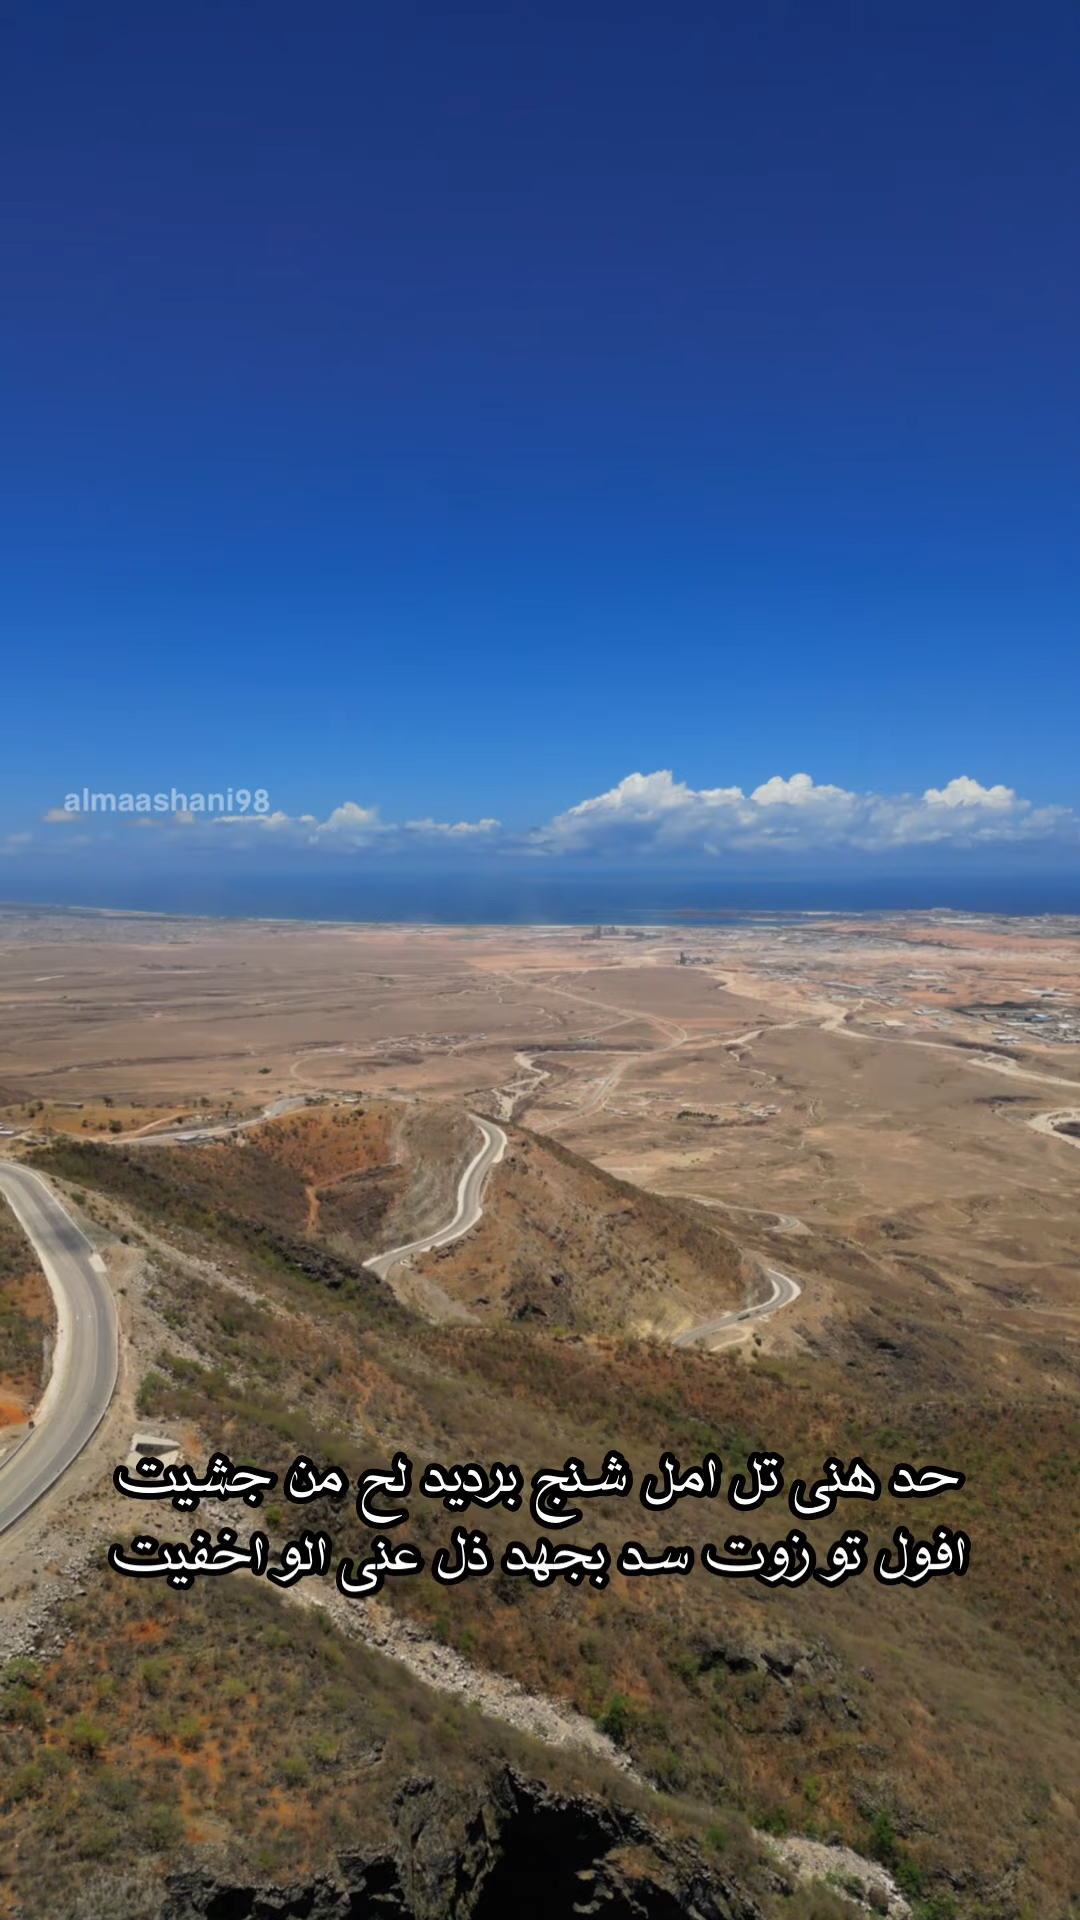 almaashani98
حد هنى تل امل شنج برديد لح من جشيت
افول تو زوت سد بجهد ذل عنى الو اخفيت